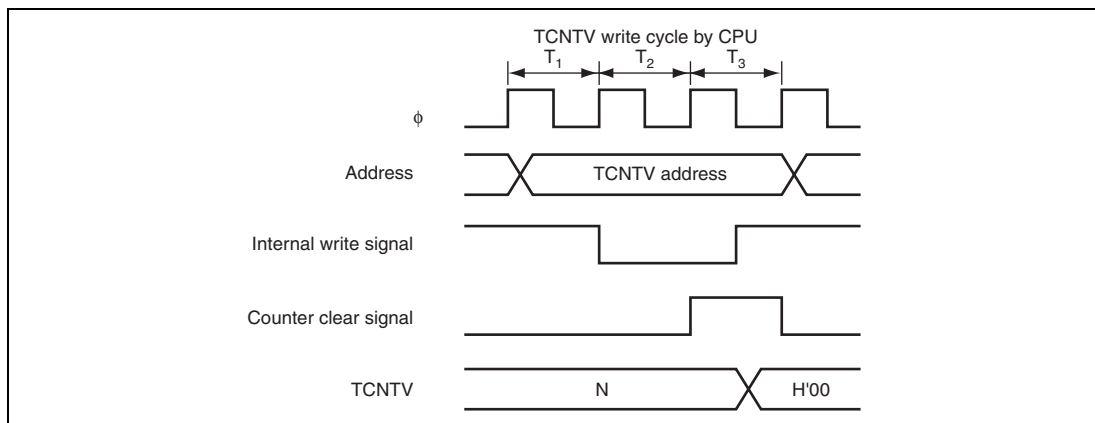 TCNTV write cycle by CPU
T1 T2 T3
φ
Address TCNTV address
Internal write signal
Counter clear signal
TCNTV N H'00